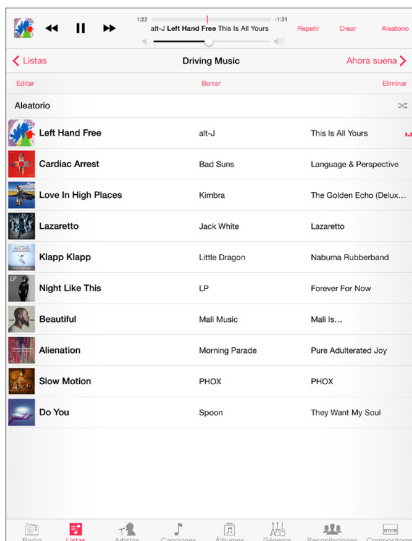 1:22 -1:31
alt-J Left Hand Free This Is All Yours Repetir Crear Aleatorio
Listas Driving Music Ahora suena
Editar Borrar Eliminar
Aleatorio
Left Hand Free alt-J This Is All Yours
Cardiac Arrest Bad Suns Language & Perspective
Love In High Places Kimbra The Golden Echo (Delux...
Lazaretto Jack White Lazaretto
Klapp Klapp Little Dragon Nabuma Rubberband
Night Like This LP Forever For Now
Beautiful Mali Music Mali Is...
Alienation Morning Parade Pure Adulterated Joy
Slow Motion PHOX PHOX
Do You Spoon They Want My Soul
Radio Listas Artistas Canciones Álbumes Géneros Recopilaciones